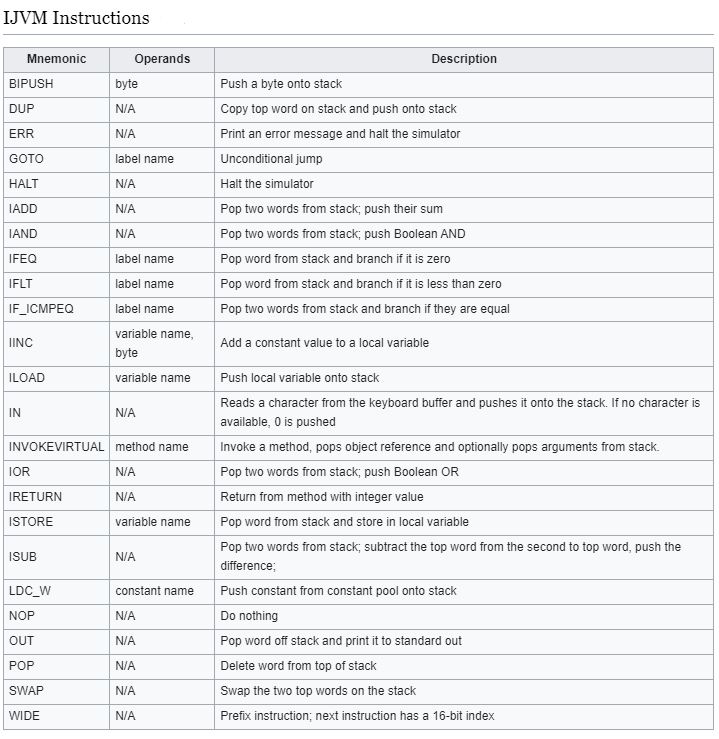 IJVM Instructions
Mnemonic Operands Description
BIPUSH byte Push a byte onto stack
DUP N/A Copy top word on stack and push onto stack
ERR N/A Print an error message and halt the simulator
GOTO label name Unconditional jump
HALT N/A Halt the simulator
IADD N/A Pop two words from stack; push their sum
IAND N/A Pop two words from stack; push Boolean AND
IFEQ label name Pop word from stack and branch if it is zero
IFLT label name Pop word from stack and branch if it is less than zero
IF_ICMPEQ label name Pop two words from stack and branch if they are equal
IINC variable name, byte Add a constant value to a local variable
ILOAD variable name Push local variable onto stack
IN N/A Reads a character from the keyboard buffer and pushes it onto the stack. If no character is
available, 0 is pushed
INVOKEVIRTUAL method name Invoke a method, pops object reference and optionally pops arguments from stack.
IOR N/A Pop two words from stack; push Boolean OR
IRETURN N/A Return from method with integer value
ISTORE variable name Pop word from stack and store in local variable
ISUB N/A Pop two words from stack; subtract the top word from the second to top word, push the
difference;
LDC_W constant name Push constant from constant pool onto stack
NOP N/A Do nothing
OUT N/A Pop word off stack and print it to standard out
POP N/A Delete word from top of stack
SWAP N/A Swap the two top words on the stack
WIDE N/A Prefix instruction; next instruction has a 16-bit index